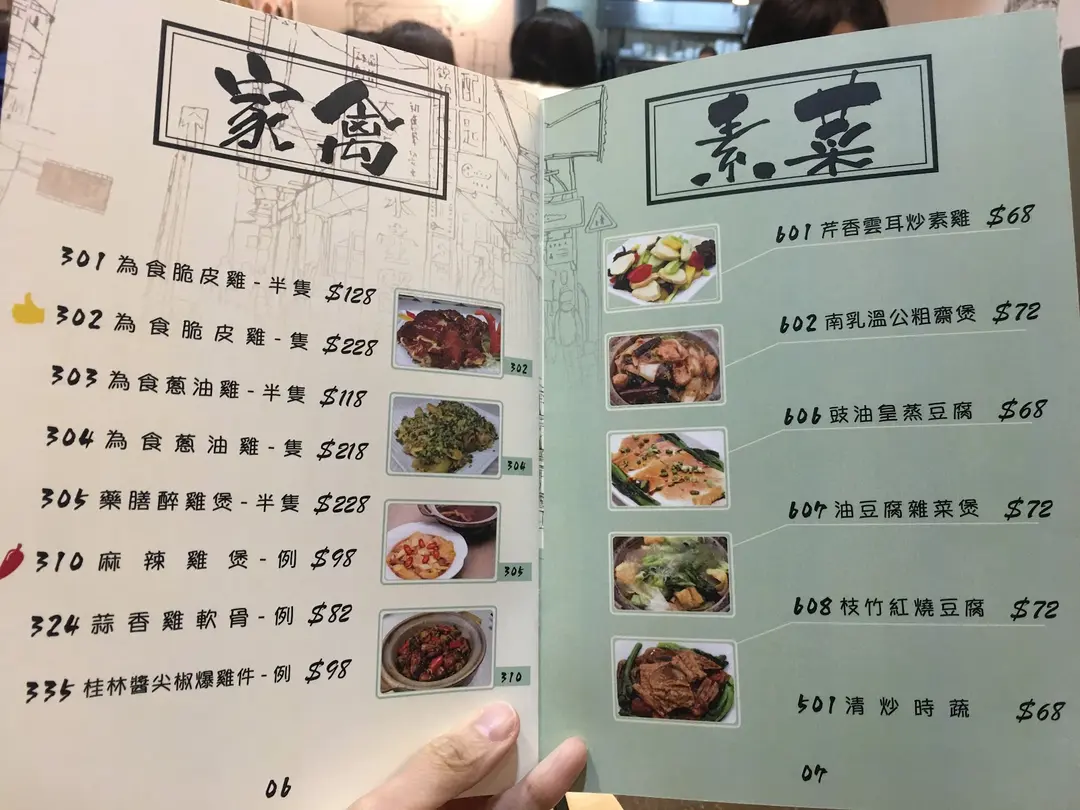 家禽
301 為食脆皮雞-半隻 $128
302 為食脆皮雞-隻 $228
303 為食蔥油雞-半隻 $118
304 為食蔥油雞-隻 $218
305 藥膳醉雞煲-半隻 $228
310 麻辣雞煲-例 $98
324 蒜香雞軟骨-例 $82
335 桂林醬尖椒爆雞件-例 $98
302
304
305
310
06
素菜
601 芹香雲耳炒素雞 $68
602 南乳溫公粗齋煲 $72
606 豉油皇蒸豆腐 $68
607 油豆腐雜菜煲 $72
608 枝竹紅燒豆腐 $72
501 清炒時蔬 $68
07